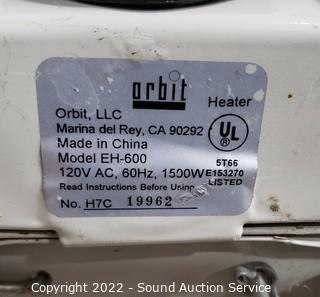 orbit
Heater
Orbit, LLC
Marina del Rey, CA 90292
Made in China
Model EH-600
120V AC, 60Hz, 1500W
Read Instructions Before Using
No. H7C 19962
UL
®
5T66
E153270
LISTED
Copyright 2022 - Sound Auction Service